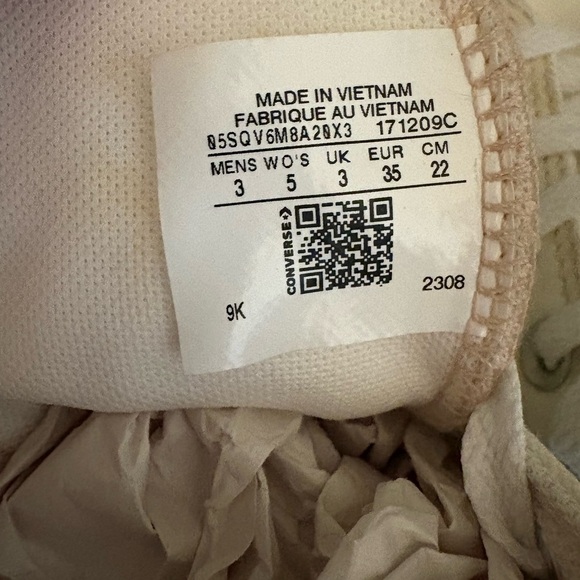 MADE IN VIETNAM
FABRIQUE AU VIETNAM
05SQV6M8A20X3 171209C
MENS WO'S UK EUR CM
3 5 3 35 22
CONVERSE
2308
9K